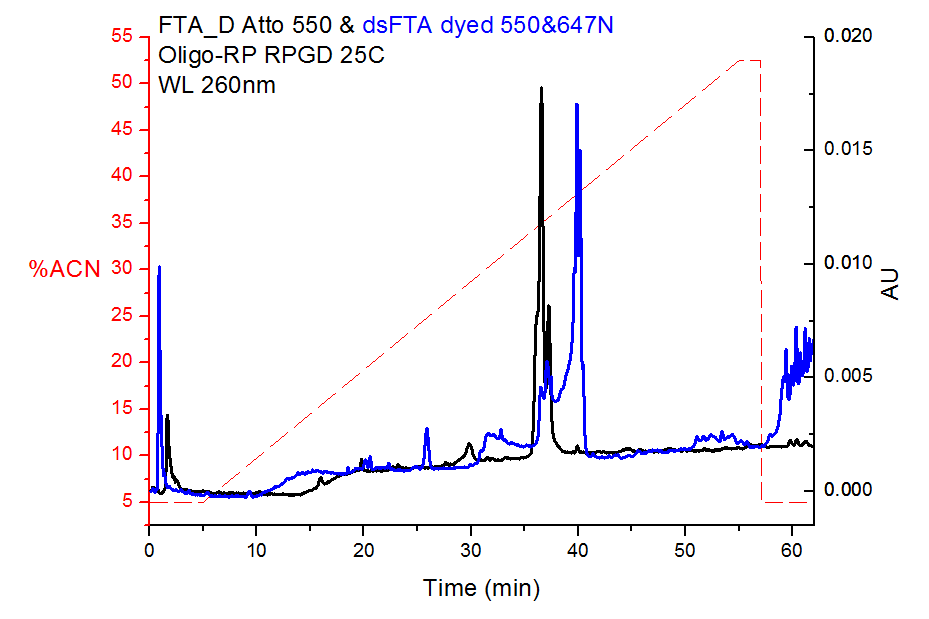 FTA_D Atto 550 & dsFTA dyed 550&647N
Oligo-RP RPGD 25C
WL 260nm
55
50
45
40
35
30
25
20
15
10
5
%ACN
0.020
0.015
0.010
0.005
0.000
AU
0 10 20 30 40 50 60
Time (min)